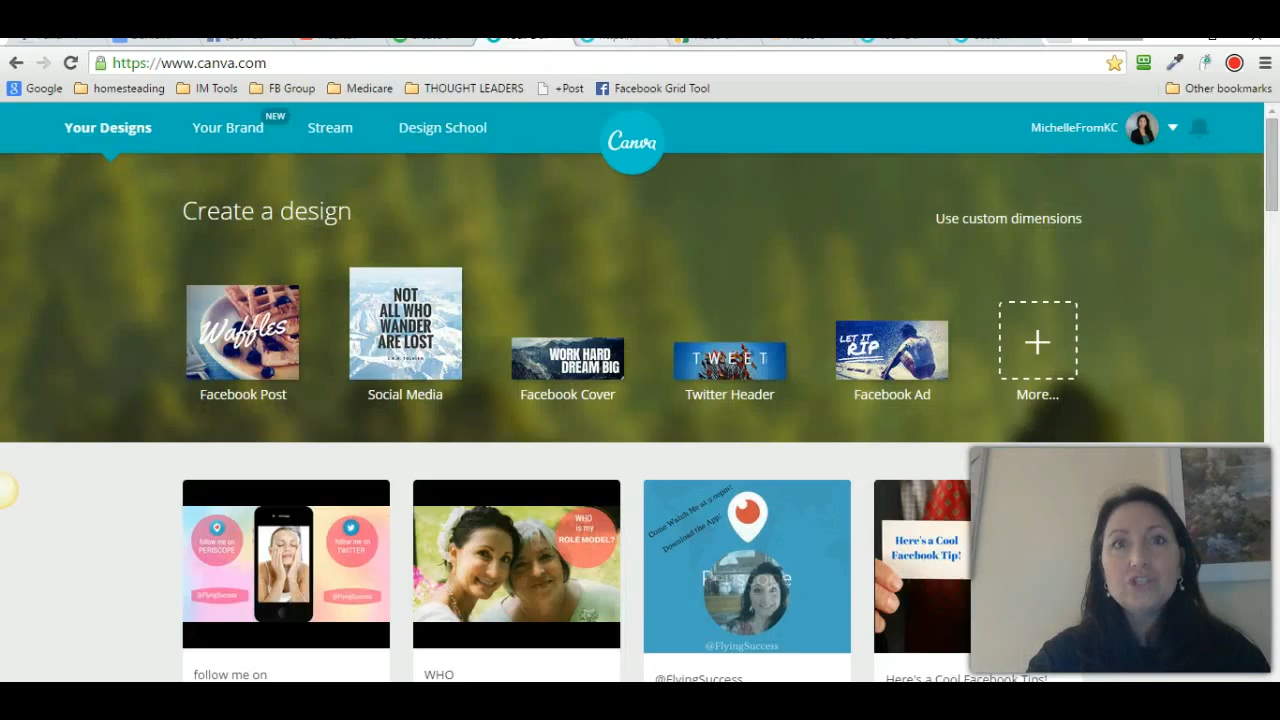 https://www.canva.com
Google
homesteading
IM Tools
FB Group
Medicare
THOUGHT LEADERS
+Post
Facebook Grid Tool
Other bookmarks
Your Designs
Your Brand
NEW
Stream
Design School
Canva
MichelleFromKC
Create a design
Use custom dimensions
Waffles
NOT
ALL WHO
WANDER
ARE LOST
J.R.R. TOLKIEN
WORK HARD
DREAM BIG
TWEET
LET IT
RIP
Facebook Post
Social Media
Facebook Cover
Twitter Header
Facebook Ad
More...
follow me on
PERISCOPE
@FlyingSuccess
follow me on
TWITTER
@FlyingSuccess
WHO
is my
ROLE MODEL?
Come Watch Me at 9:00pm!
Download the App!
Periscope
@FlyingSuccess
Here's a Cool
Facebook Tip!
follow me on
WHO
@FlyingSuccess
Here's a Cool Facebook Tips!